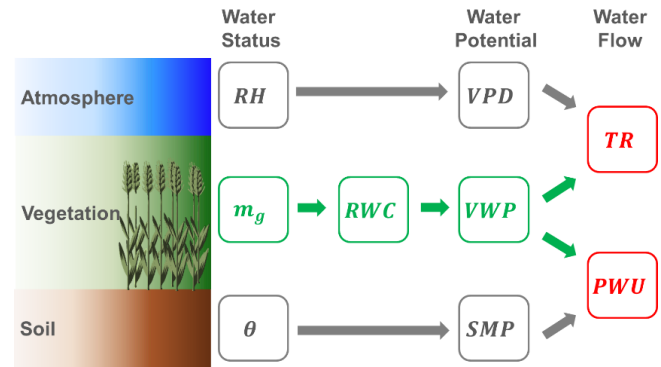 Water Status
Water Potential
Water Flow
Atmosphere
RH
VPD
TR
Vegetation
m_g
RWC
VWP
PWU
Soil
θ
SMP